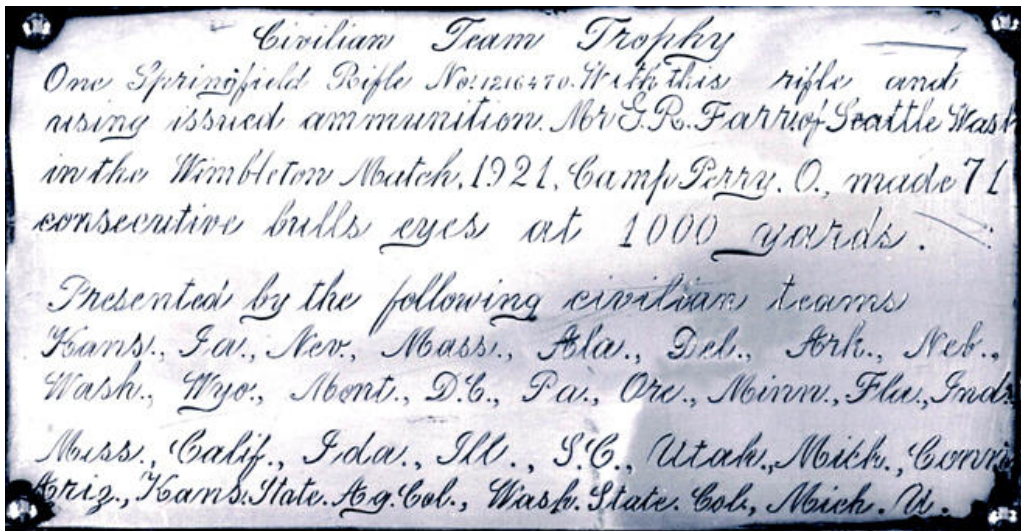 Civilian Team Trophy
One Springfield Rifle No. 1216470. With this rifle and
using issued ammunition. Mr G.R. Farr of Seattle Wash
in the Wimbleton Match, 1921, Camp Perry, O., made 71
consecutive bulls eyes at 1000 yards.
Presented by the following civilian teams
Kans., Ia., Nev., Mass., Ala., Del., Ark., Neb.,
Wash., Wyo., Mont., D.C., Pa., Ore., Minn., Fla., Ind.,
Miss., Calif., Ida., Ill., S.C., Utah., Mich., Conn.,
Ariz., Kans. State. Ag. Col., Wash. State. Col., Mich. U.